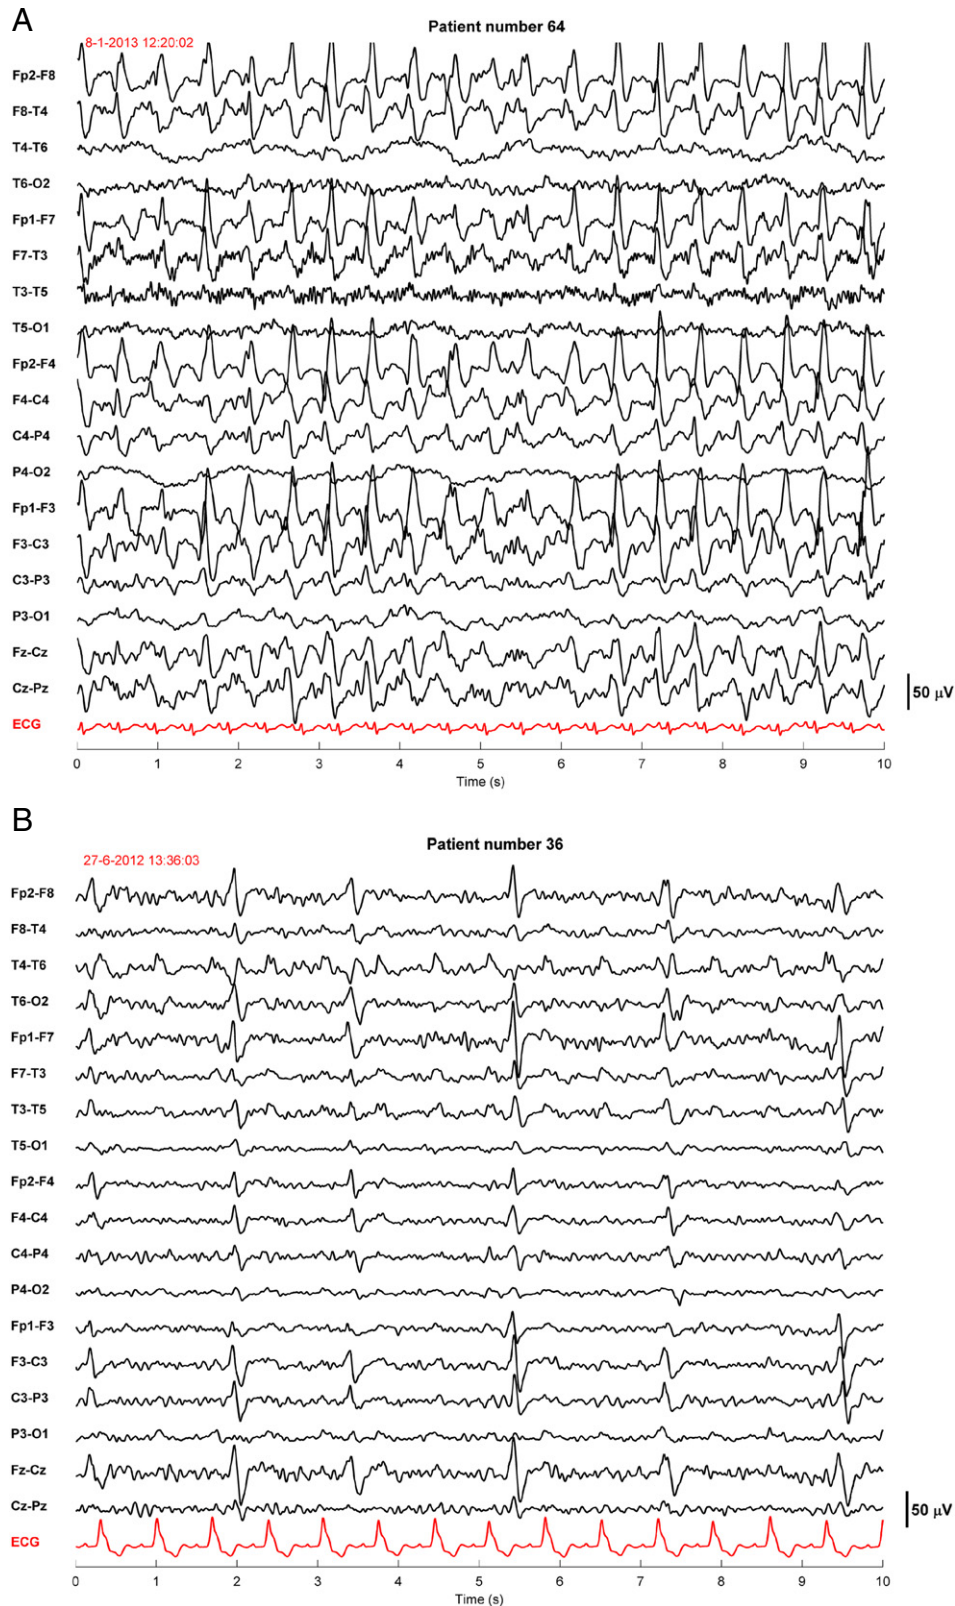 A
Patient number 64
8-1-2013 12:20:02
Fp2-F8
F8-T4
T4-T6
T6-O2
Fp1-F7
F7-T3
T3-T5
T5-O1
Fp2-F4
F4-C4
C4-P4
P4-O2
Fp1-F3
F3-C3
C3-P3
P3-O1
Fz-Cz
Cz-Pz
50 μV
ECG
0 1 2 3 4 5 6 7 8 9 10
Time (s)
B
Patient number 36
27-6-2012 13:36:03
Fp2-F8
F8-T4
T4-T6
T6-O2
Fp1-F7
F7-T3
T3-T5
T5-O1
Fp2-F4
F4-C4
C4-P4
P4-O2
Fp1-F3
F3-C3
C3-P3
P3-O1
Fz-Cz
Cz-Pz
50 μV
ECG
0 1 2 3 4 5 6 7 8 9 10
Time (s)